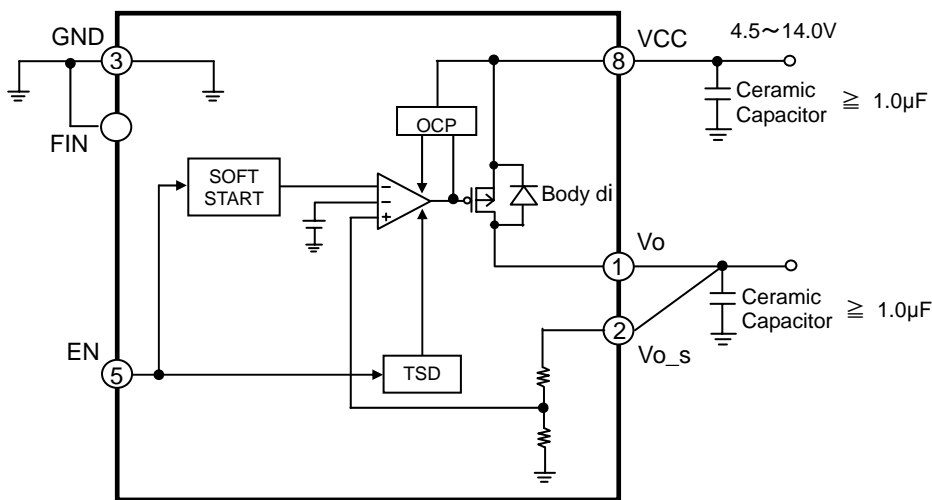 GND
3
FIN
VCC
8
4.5～14.0V
Ceramic
Capacitor ≧ 1.0µF
OCP
SOFT
START
−
−
+
Body di
Vo
1
Ceramic
Capacitor ≧ 1.0µF
2
Vo_s
EN
5
TSD